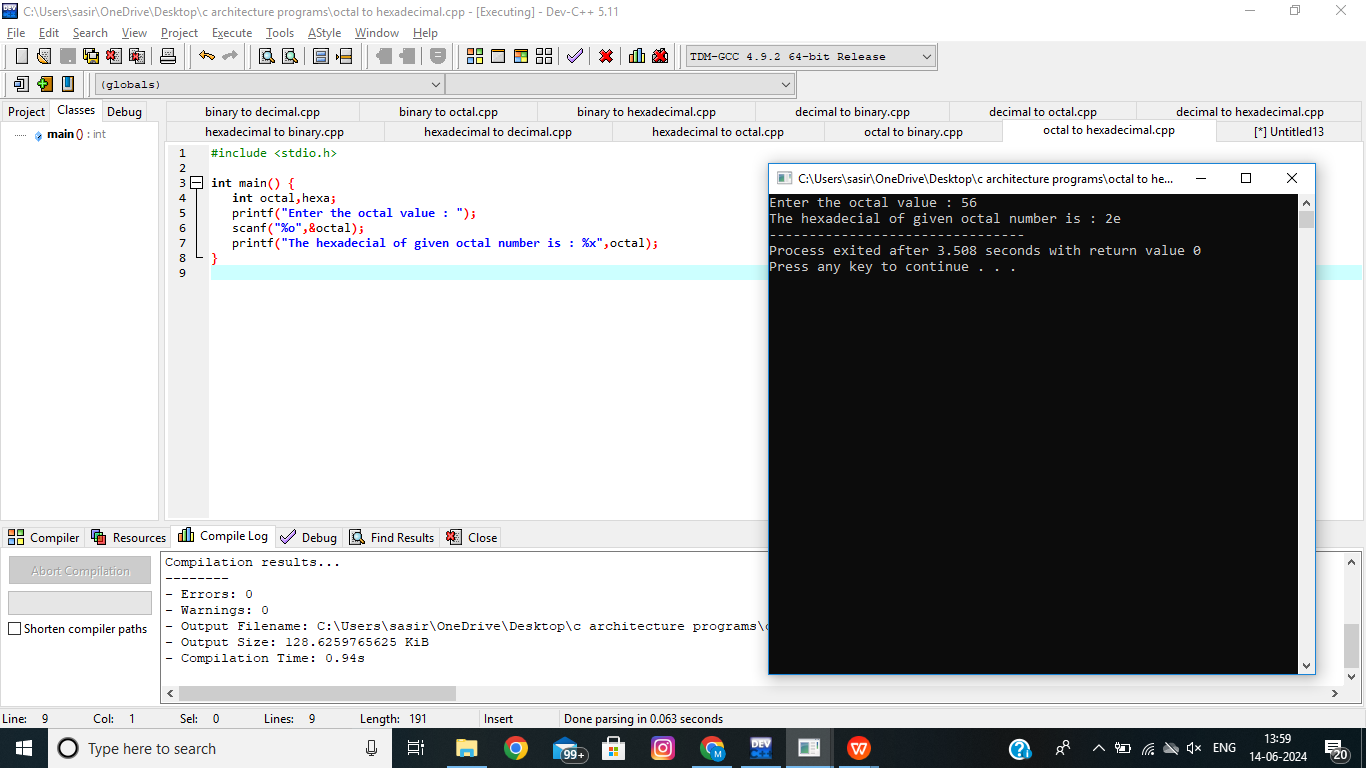 C:\Users\sasir\OneDrive\Desktop\c architecture programs\octal to hexadecimal.cpp - [Executing] - Dev-C++ 5.11
File Edit Search View Project Execute Tools AStyle Window Help
TDM-GCC 4.9.2 64-bit Release
(globals)
Project Classes Debug
binary to decimal.cpp binary to octal.cpp binary to hexadecimal.cpp decimal to binary.cpp decimal to octal.cpp decimal to hexadecimal.cpp
hexadecimal to binary.cpp hexadecimal to decimal.cpp hexadecimal to octal.cpp octal to binary.cpp octal to hexadecimal.cpp [*] Untitled13
main () : int
1 #include <stdio.h>
2
3 int main() {
4 int octal,hexa;
5 printf("Enter the octal value : ");
6 scanf("%o",&octal);
7 printf("The hexadecial of given octal number is : %x",octal);
8 }
9
C:\Users\sasir\OneDrive\Desktop\c architecture programs\octal to he...
Enter the octal value : 56
The hexadecial of given octal number is : 2e
--------------------------------
Process exited after 3.508 seconds with return value 0
Press any key to continue . . .
Compiler Resources Compile Log Debug Find Results Close
Abort Compilation
Shorten compiler paths
Compilation results...
--------
- Errors: 0
- Warnings: 0
- Output Filename: C:\Users\sasir\OneDrive\Desktop\c architecture programs\
- Output Size: 128.6259765625 KiB
- Compilation Time: 0.94s
Line: 9 Col: 1 Sel: 0 Lines: 9 Length: 191 Insert Done parsing in 0.063 seconds
Type here to search
99+
DEV
M
W
ENG
13:59
14-06-2024
20